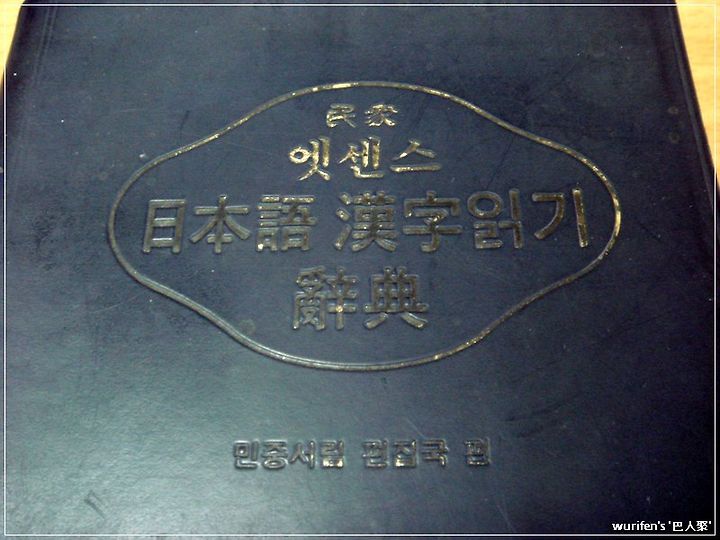 民衆
엣센스
日本語 漢字읽기
辭典
민중서림 편집국 편
wurifen's '巴人聚'